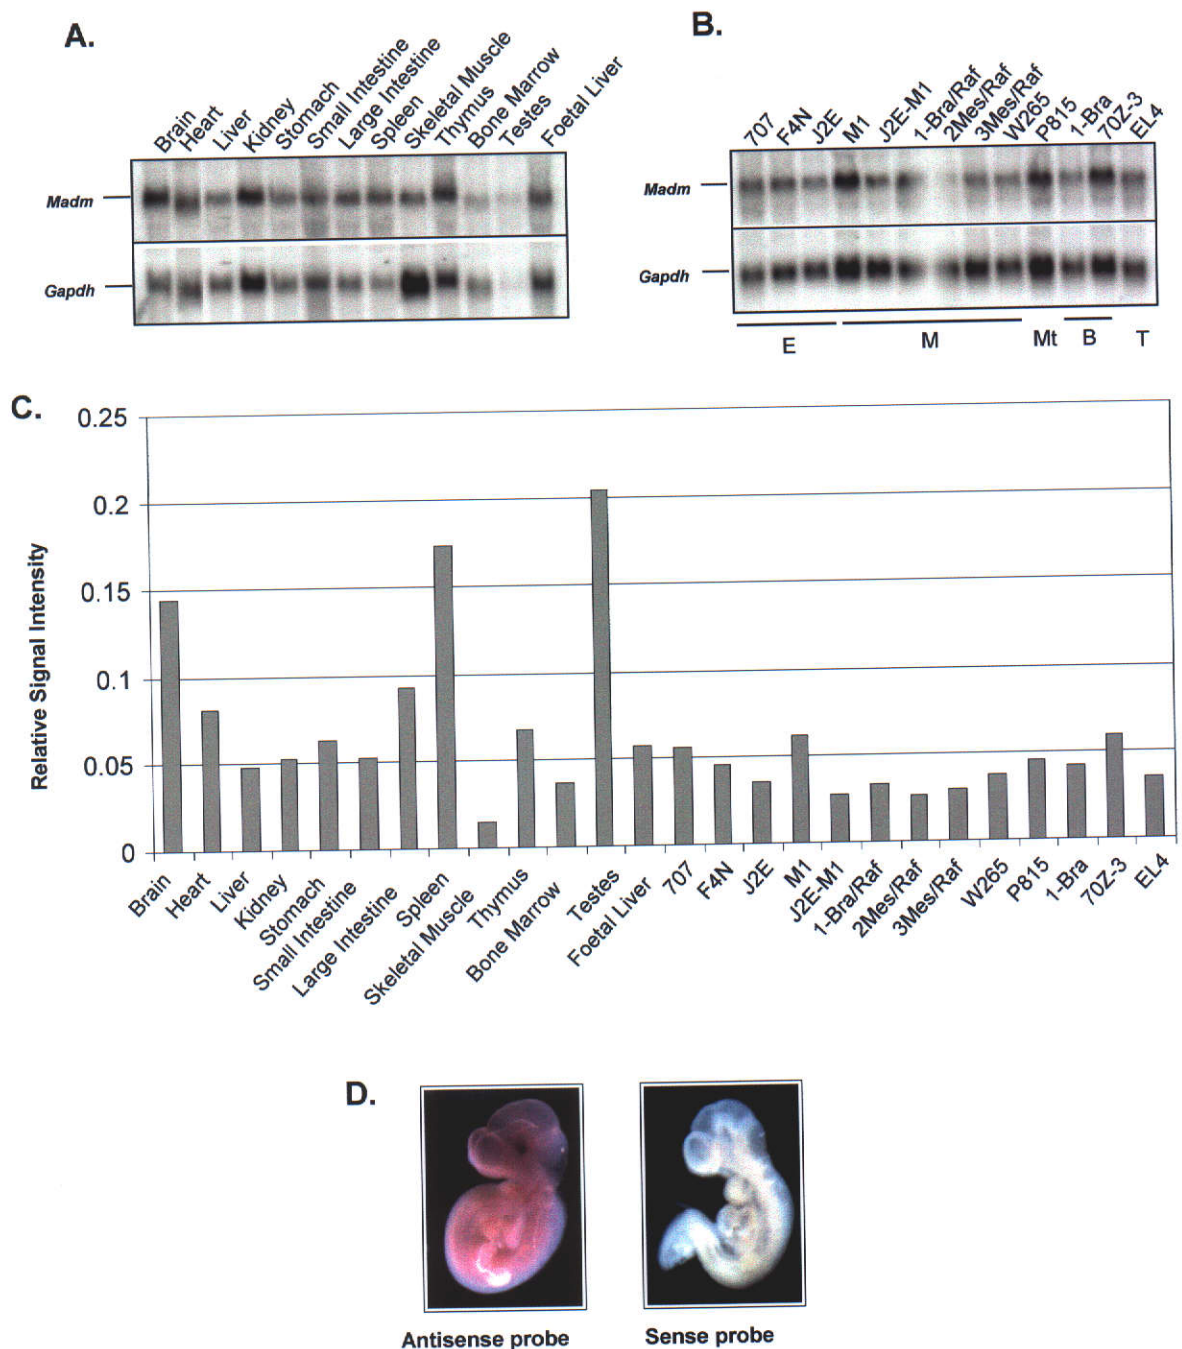 A.
Brain
Heart
Liver
Kidney
Stomach
Small Intestine
Large Intestine
Spleen
Skeletal Muscle
Thymus
Bone Marrow
Testes
Foetal Liver
Madm
Gapdh
B.
707
F4N
J2E
M1
J2E-M1
1-Bra/Raf
2Mes/Raf
3Mes/Raf
W265
P815
1-Bra
70Z-3
EL4
Madm
Gapdh
E
M
Mt
B
T
C.
Relative Signal Intensity
0.25
0.2
0.15
0.1
0.05
0
Brain
Heart
Liver
Kidney
Stomach
Small Intestine
Large Intestine
Spleen
Skeletal Muscle
Thymus
Bone Marrow
Testes
Foetal Liver
707
F4N
J2E
M1
J2E-M1
1-Bra/Raf
2Mes/Raf
3Mes/Raf
W265
P815
1-Bra
70Z-3
EL4
D.
Antisense probe
Sense probe